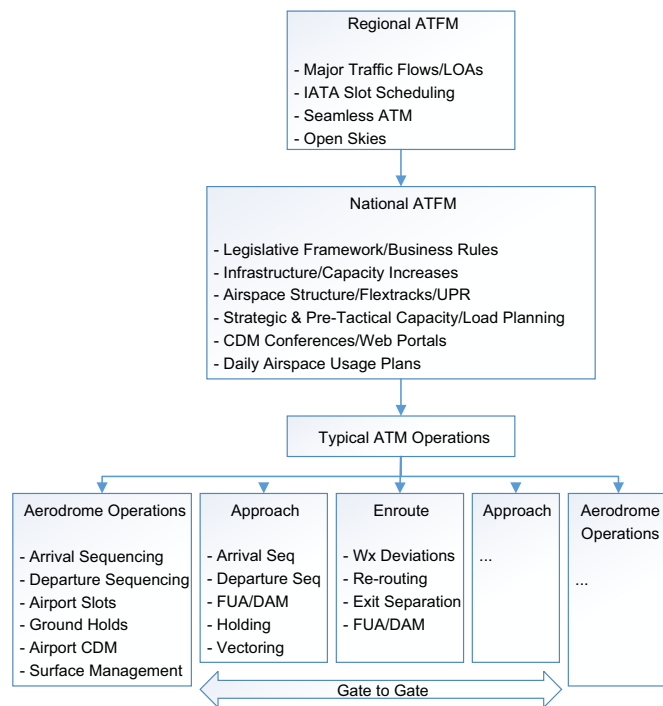 Regional ATFM
- Major Traffic Flows/LOAs
- IATA Slot Scheduling
- Seamless ATM
- Open Skies
National ATFM
- Legislative Framework/Business Rules
- Infrastructure/Capacity Increases
- Airspace Structure/Flextracks/UPR
- Strategic & Pre-Tactical Capacity/Load Planning
- CDM Conferences/Web Portals
- Daily Airspace Usage Plans
Typical ATM Operations
Aerodrome Operations
- Arrival Sequencing
- Departure Sequencing
- Airport Slots
- Ground Holds
- Airport CDM
- Surface Management
Approach
- Arrival Seq
- Departure Seq
- FUA/DAM
- Holding
- Vectoring
Enroute
- Wx Deviations
- Re-routing
- Exit Separation
- FUA/DAM
Approach
...
Aerodrome
Operations
...
Gate to Gate